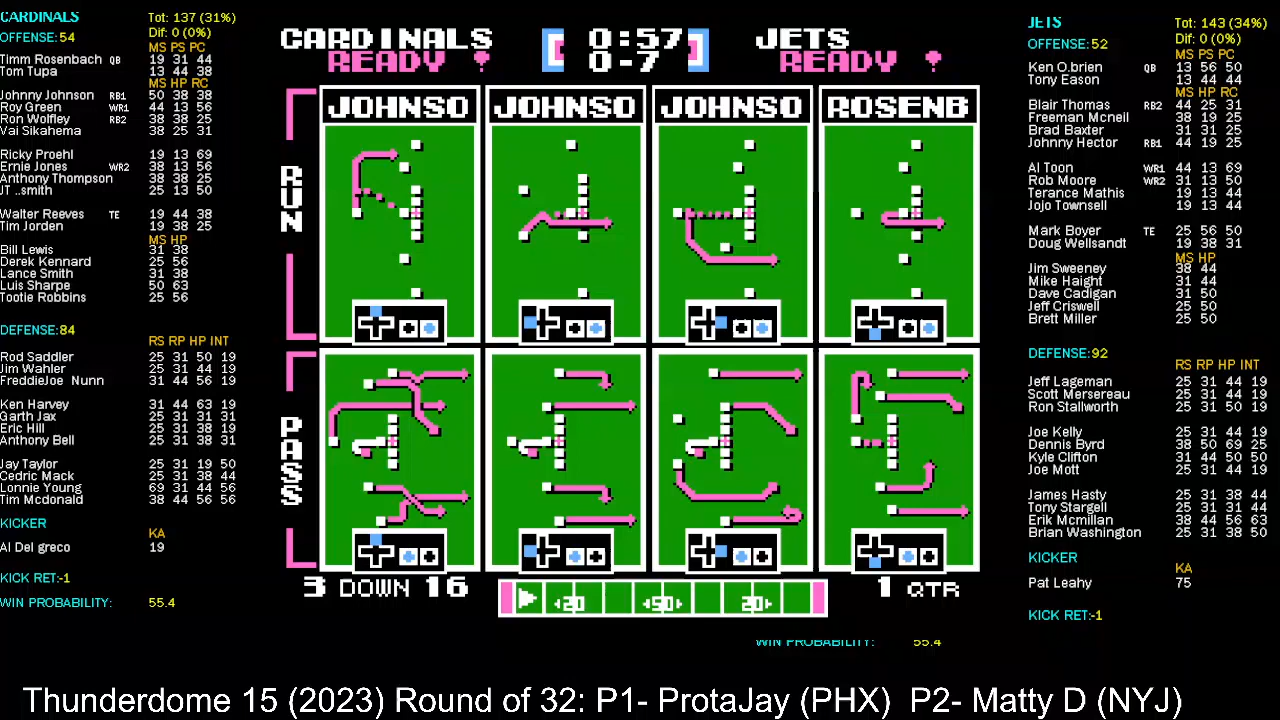 CARDINALS
Tot: 137 (31%)
Dif: 0 (0%)
OFFENSE:54
MS PS PC
Timm Rosenbach QB 19 31 44
Tom Tupa 13 44 38
MS HP RC
Johnny Johnson RB1 50 38 38
Roy Green WR1 44 13 56
Ron Wolfley RB2 38 38 25
Vai Sikahema 38 25 31
Ricky Proehl 19 13 69
Ernie Jones WR2 38 13 56
Anthony Thompson 38 38 25
JT ..smith 25 13 50
Walter Reeves TE 19 44 38
Tim Jorden 19 38 25
MS HP
Bill Lewis 31 38
Derek Kennard 25 56
Lance Smith 31 38
Luis Sharpe 50 63
Tootie Robbins 25 56
DEFENSE:84
RS RP HP INT
Rod Saddler 25 31 50 19
Jim Wahler 25 31 44 19
FreddieJoe Nunn 31 44 56 19
Ken Harvey 31 44 63 19
Garth Jax 25 31 31 31
Eric Hill 25 31 38 19
Anthony Bell 25 31 38 31
Jay Taylor 25 31 19 50
Cedric Mack 25 31 38 44
Lonnie Young 69 31 44 56
Tim Mcdonald 38 44 56 56
KICKER
KA
Al Del greco 19
KICK RET:-1
WIN PROBABILITY: 55.4
CARDINALS 0:57 JETS
READY ! 0-7 READY !
JOHNSO JOHNSO JOHNSO ROSENB
RUN
PASS
3 DOWN 16
<20 <50> 20>
1 QTR
WIN PROBABILITY: 55.4
JETS
Tot: 143 (34%)
Dif: 0 (0%)
OFFENSE:52
MS PS PC
Ken O.brien QB 13 56 50
Tony Eason 13 44 44
MS HP RC
Blair Thomas RB2 44 25 31
Freeman Mcneil 38 19 25
Brad Baxter 31 31 25
Johnny Hector RB1 44 19 25
Al Toon WR1 44 13 69
Rob Moore WR2 31 13 50
Terance Mathis 19 13 44
Jojo Townsell 19 13 44
Mark Boyer TE 25 56 50
Doug Wellsandt 19 38 31
MS HP
Jim Sweeney 38 44
Mike Haight 31 44
Dave Cadigan 31 50
Jeff Criswell 25 50
Brett Miller 25 50
DEFENSE:92
RS RP HP INT
Jeff Lageman 25 31 44 19
Scott Mersereau 25 31 44 19
Ron Stallworth 25 31 50 19
Joe Kelly 25 31 44 19
Dennis Byrd 38 50 69 25
Kyle Clifton 31 44 50 50
Joe Mott 25 31 44 19
James Hasty 25 31 38 44
Tony Stargell 25 31 31 44
Erik Mcmillan 38 44 56 63
Brian Washington 25 31 38 50
KICKER
KA
Pat Leahy 75
KICK RET:-1
Thunderdome 15 (2023) Round of 32: P1- ProtaJay (PHX) P2- Matty D (NYJ)